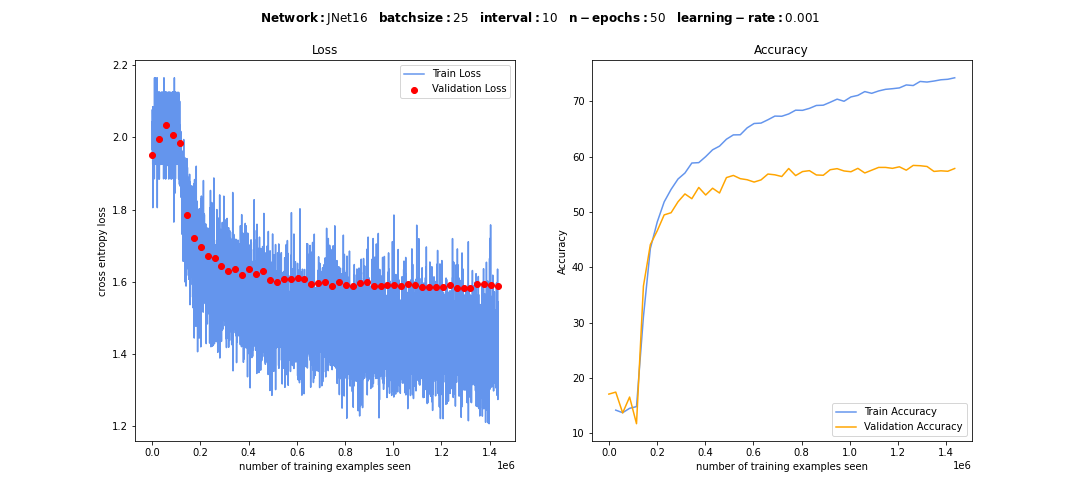 Network: JNet16 batchsize: 25 interval: 10 n−epochs: 50 learning−rate: 0.001
Loss
2.2
2.0
1.8
1.6
1.4
1.2
cross entropy loss
Train Loss
Validation Loss
0.0 0.2 0.4 0.6 0.8 1.0 1.2 1.4
1e6
number of training examples seen
Accuracy
70
60
50
40
30
20
10
Accuracy
Train Accuracy
Validation Accuracy
0.0 0.2 0.4 0.6 0.8 1.0 1.2 1.4
1e6
number of training examples seen